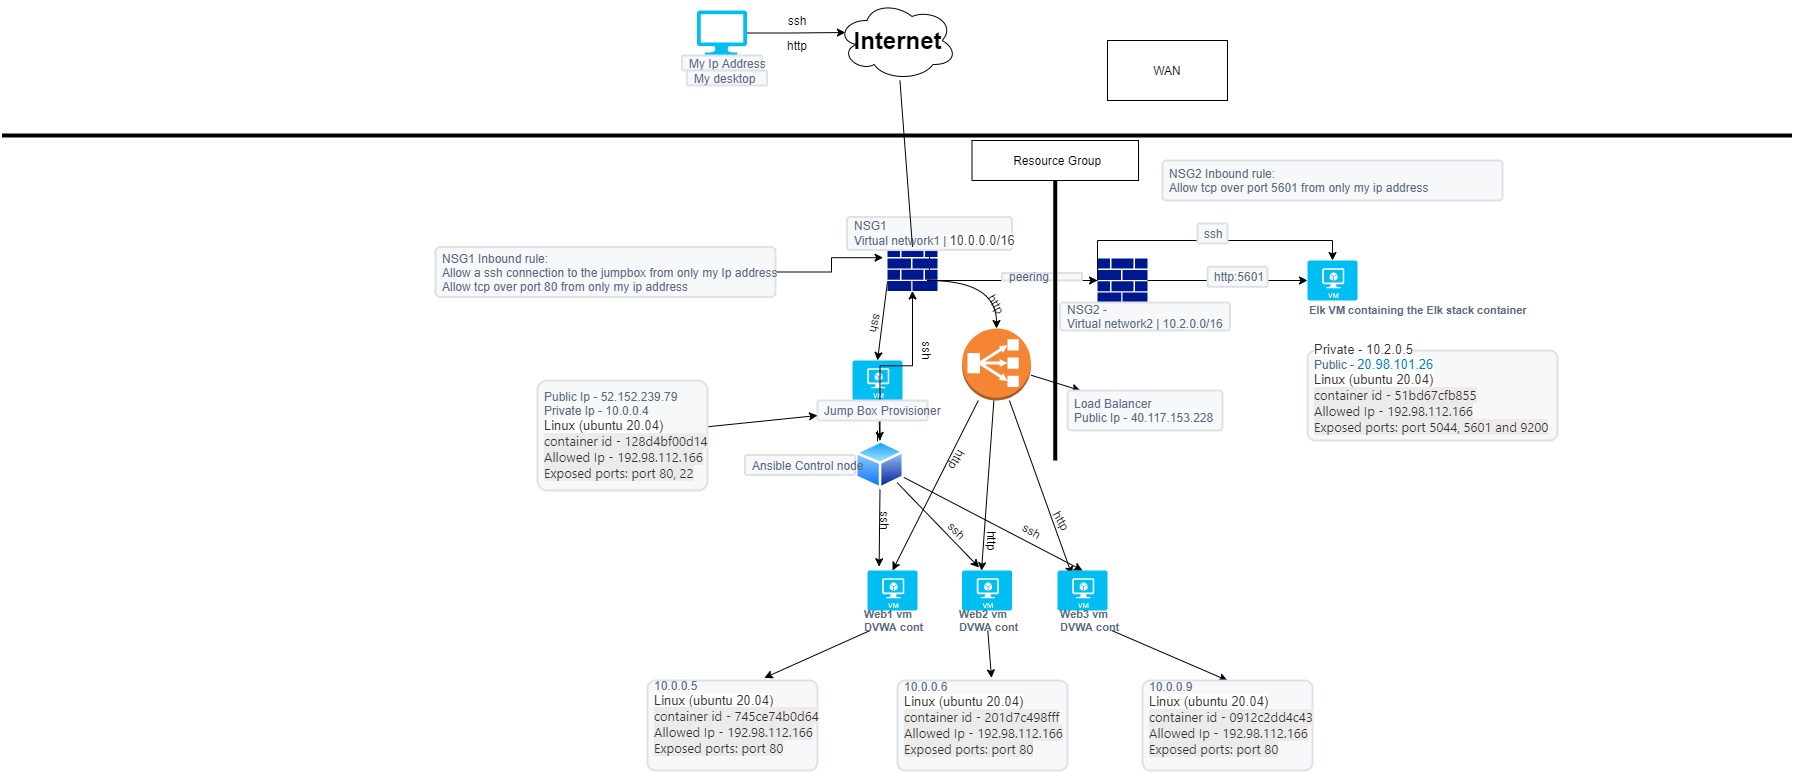 ssh
http
Internet
My Ip Address
My desktop
WAN
Resource Group
NSG2 Inbound rule:
Allow tcp over port 5601 from only my ip address
NSG1
Virtual network1 | 10.0.0.0/16
ssh
NSG1 Inbound rule:
Allow a ssh connection to the jumpbox from only my Ip address
Allow tcp over port 80 from only my ip address
peering
http:5601
VM
Elk VM containing the Elk stack container
NSG2 -
Virtual network2 | 10.2.0.0/16
http
ssh
ssh
Private - 10.2.0.5
Public - 20.98.101.26
Linux (ubuntu 20.04)
container id - 51bd67cfb855
Allowed Ip - 192.98.112.166
Exposed ports: port 5044, 5601 and 9200
VM
Jump Box Provisioner
Load Balancer
Public Ip - 40.117.153.228
Public Ip - 52.152.239.79
Private Ip - 10.0.0.4
Linux (ubuntu 20.04)
container id - 128d4bf00d14
Allowed Ip - 192.98.112.166
Exposed ports: port 80, 22
Ansible Control node
http
ssh
ssh
http
ssh
http
VM
Web1 vm
DVWA cont
VM
Web2 vm
DVWA cont
VM
Web3 vm
DVWA cont
10.0.0.5
Linux (ubuntu 20.04)
container id - 745ce74b0d64
Allowed Ip - 192.98.112.166
Exposed ports: port 80
10.0.0.6
Linux (ubuntu 20.04)
container id - 201d7c498fff
Allowed Ip - 192.98.112.166
Exposed ports: port 80
10.0.0.9
Linux (ubuntu 20.04)
container id - 0912c2dd4c43
Allowed Ip - 192.98.112.166
Exposed ports: port 80